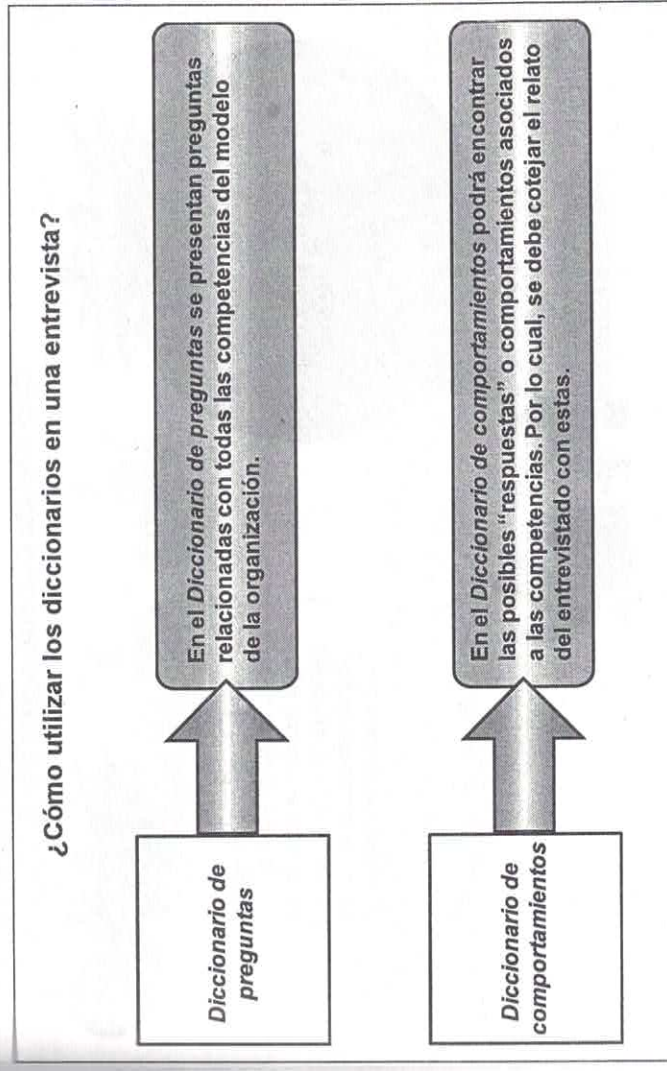 ¿Cómo utilizar los diccionarios en una entrevista?
Diccionario de
preguntas
En el Diccionario de preguntas se presentan preguntas
relacionadas con todas las competencias del modelo
de la organización.
Diccionario de
comportamientos
En el Diccionario de comportamientos podrá encontrar
las posibles “respuestas” o comportamientos asociados
a las competencias. Por lo cual, se debe cotejar el relato
del entrevistado con estas.